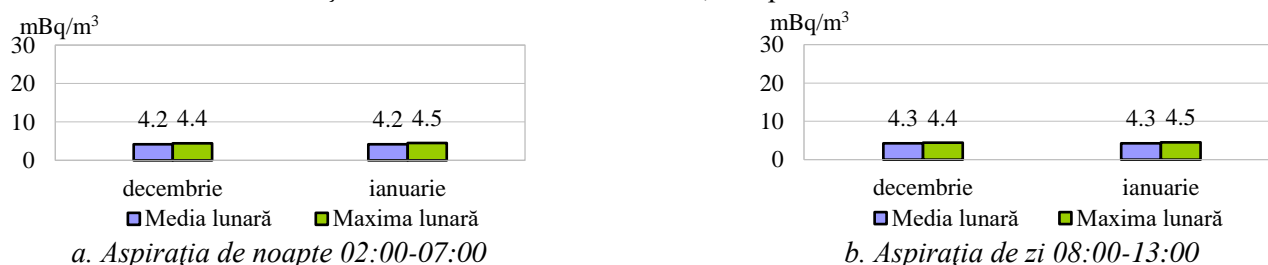 mBq/m³
30
20
10
0
4.2 4.4
4.2 4.5
decembrie
ianuarie
Media lunară
Maxima lunară
a. Aspiraţia de noapte 02:00-07:00
mBq/m³
30
20
10
0
4.3 4.4
4.3 4.5
decembrie
ianuarie
Media lunară
Maxima lunară
b. Aspiraţia de zi 08:00-13:00